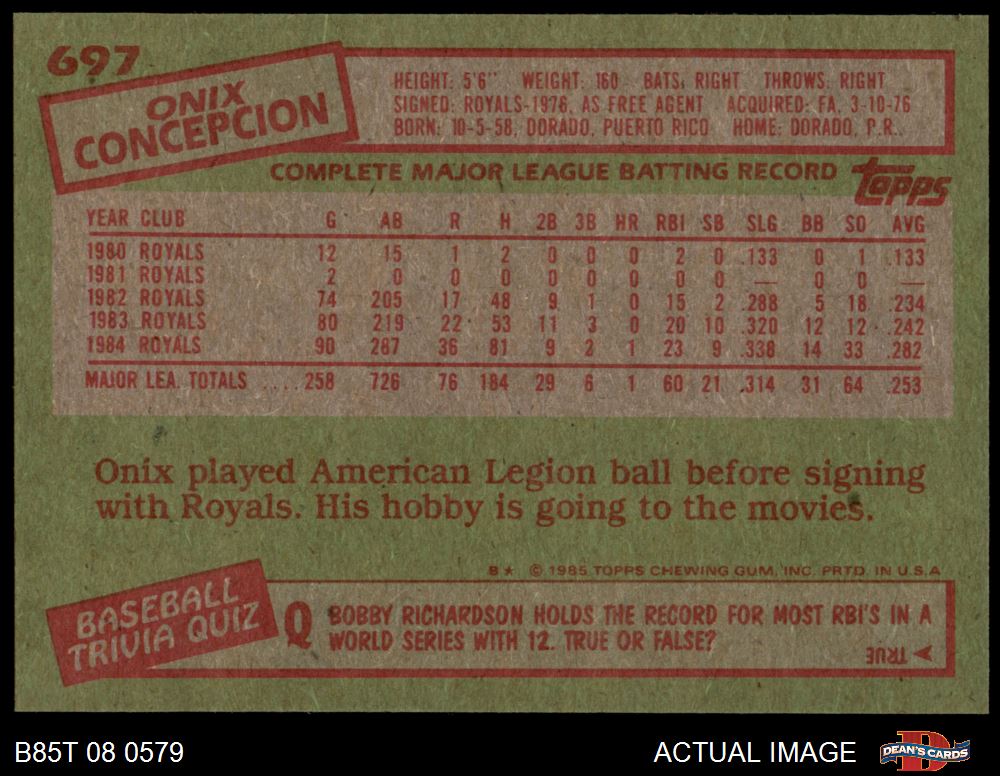 697
ONIX
CONCEPCION
HEIGHT: 5'6" WEIGHT: 160 BATS: RIGHT THROWS: RIGHT
SIGNED: ROYALS-1976, AS FREE AGENT ACQUIRED: FA, 3-10-76
BORN: 10-5-58, DORADO, PUERTO RICO HOME: DORADO, P.R.
COMPLETE MAJOR LEAGUE BATTING RECORD
Topps
YEAR CLUB G AB R H 2B 3B HR RBI SB SLG BB SO AVG
1980 ROYALS 12 15 1 2 0 0 0 2 0 .133 0 1 .133
1981 ROYALS 2 0 0 0 0 0 0 0 0 — 0 0 —
1982 ROYALS 74 205 17 48 9 1 0 15 2 .288 5 18 .234
1983 ROYALS 80 219 22 53 11 3 0 20 10 .320 12 12 .242
1984 ROYALS 90 287 36 81 9 2 1 23 9 .338 14 33 .282
MAJOR LEA. TOTALS ....258 726 76 184 29 6 1 60 21 .314 31 64 .253
Onix played American Legion ball before signing
with Royals. His hobby is going to the movies.
B★ © 1985 TOPPS CHEWING GUM, INC. PRTD. IN U.S.A
BASEBALL
TRIVIA QUIZ
Q BOBBY RICHARDSON HOLDS THE RECORD FOR MOST RBI'S IN A
WORLD SERIES WITH 12. TRUE OR FALSE?
A TRUE
B85T 08 0579
ACTUAL IMAGE
D
DEAN'S CARDS